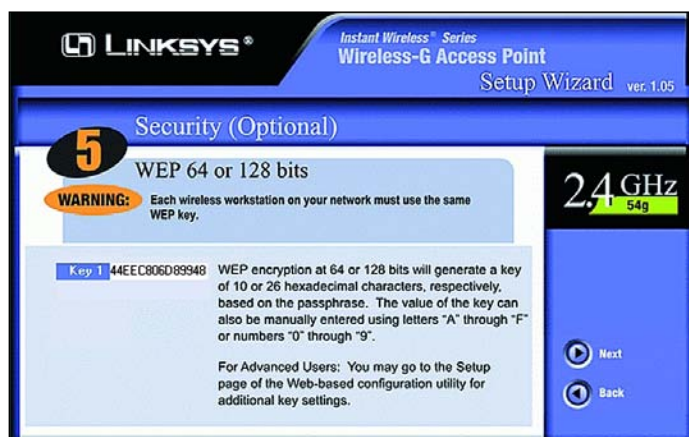 LINKSYS®
Instant Wireless® Series
Wireless-G Access Point
Setup Wizard ver. 1.05
Security (Optional)
5
WEP 64 or 128 bits
WARNING: Each wireless workstation on your network must use the same
WEP key.
2.4 GHz
54g
Key 1 44EEC806D89948
WEP encryption at 64 or 128 bits will generate a key
of 10 or 26 hexadecimal characters, respectively,
based on the passphrase. The value of the key can
also be manually entered using letters "A" through "F"
or numbers "0" through "9".
For Advanced Users: You may go to the Setup
page of the Web-based configuration utility for
additional key settings.
Next
Back